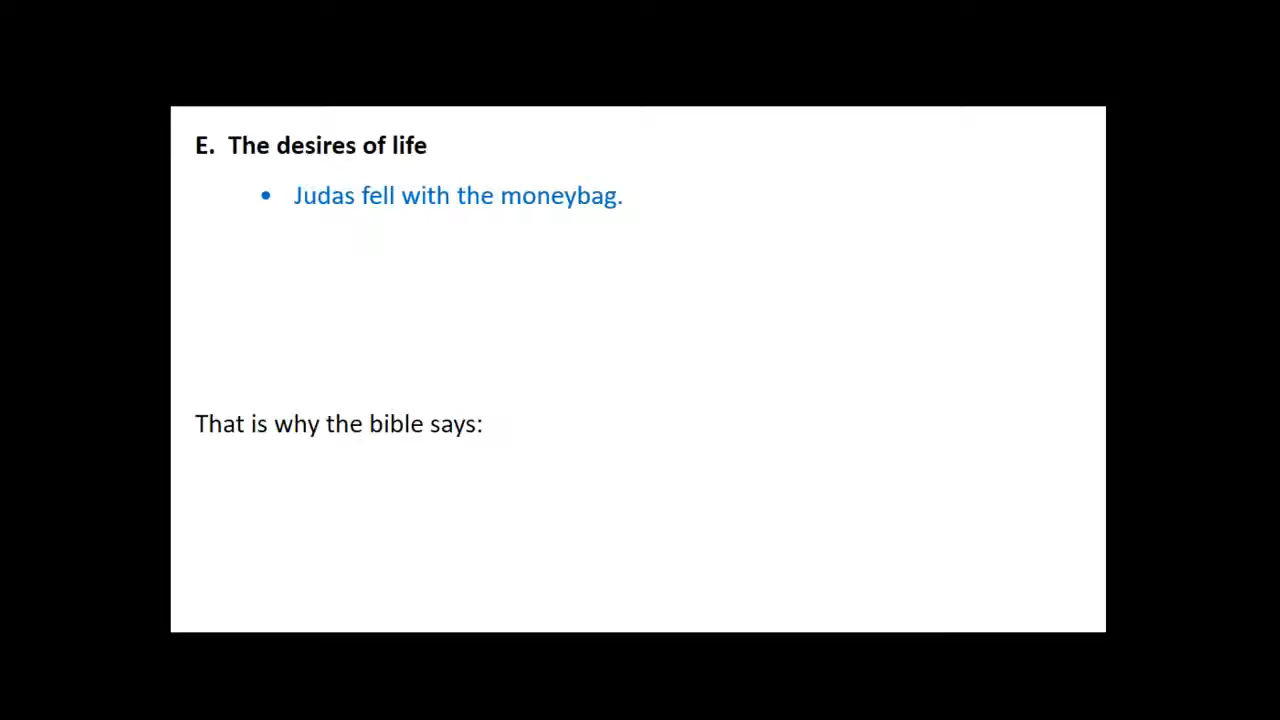 E. The desires of life
• Judas fell with the moneybag.
That is why the bible says: